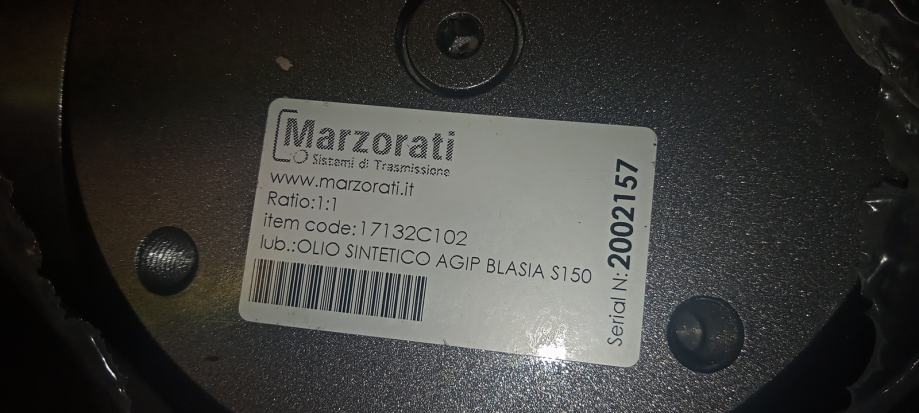 Marzorati
Sistemi di Trasmissione
www.marzorati.it
Ratio:1:1
item code:17132C102
lub.:OLIO SINTETICO AGIP BLASIA S150
Serial N:2002157